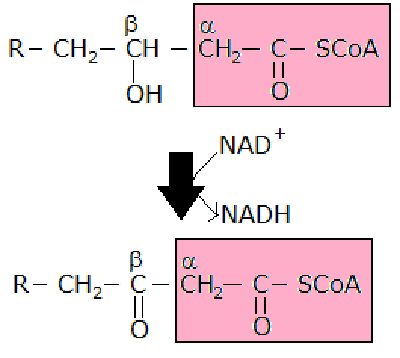 β α
R – CH₂ – CH – CH₂ – C – SCoA
OH O
NAD⁺
NADH
β α
R – CH₂ – C – CH₂ – C – SCoA
O O